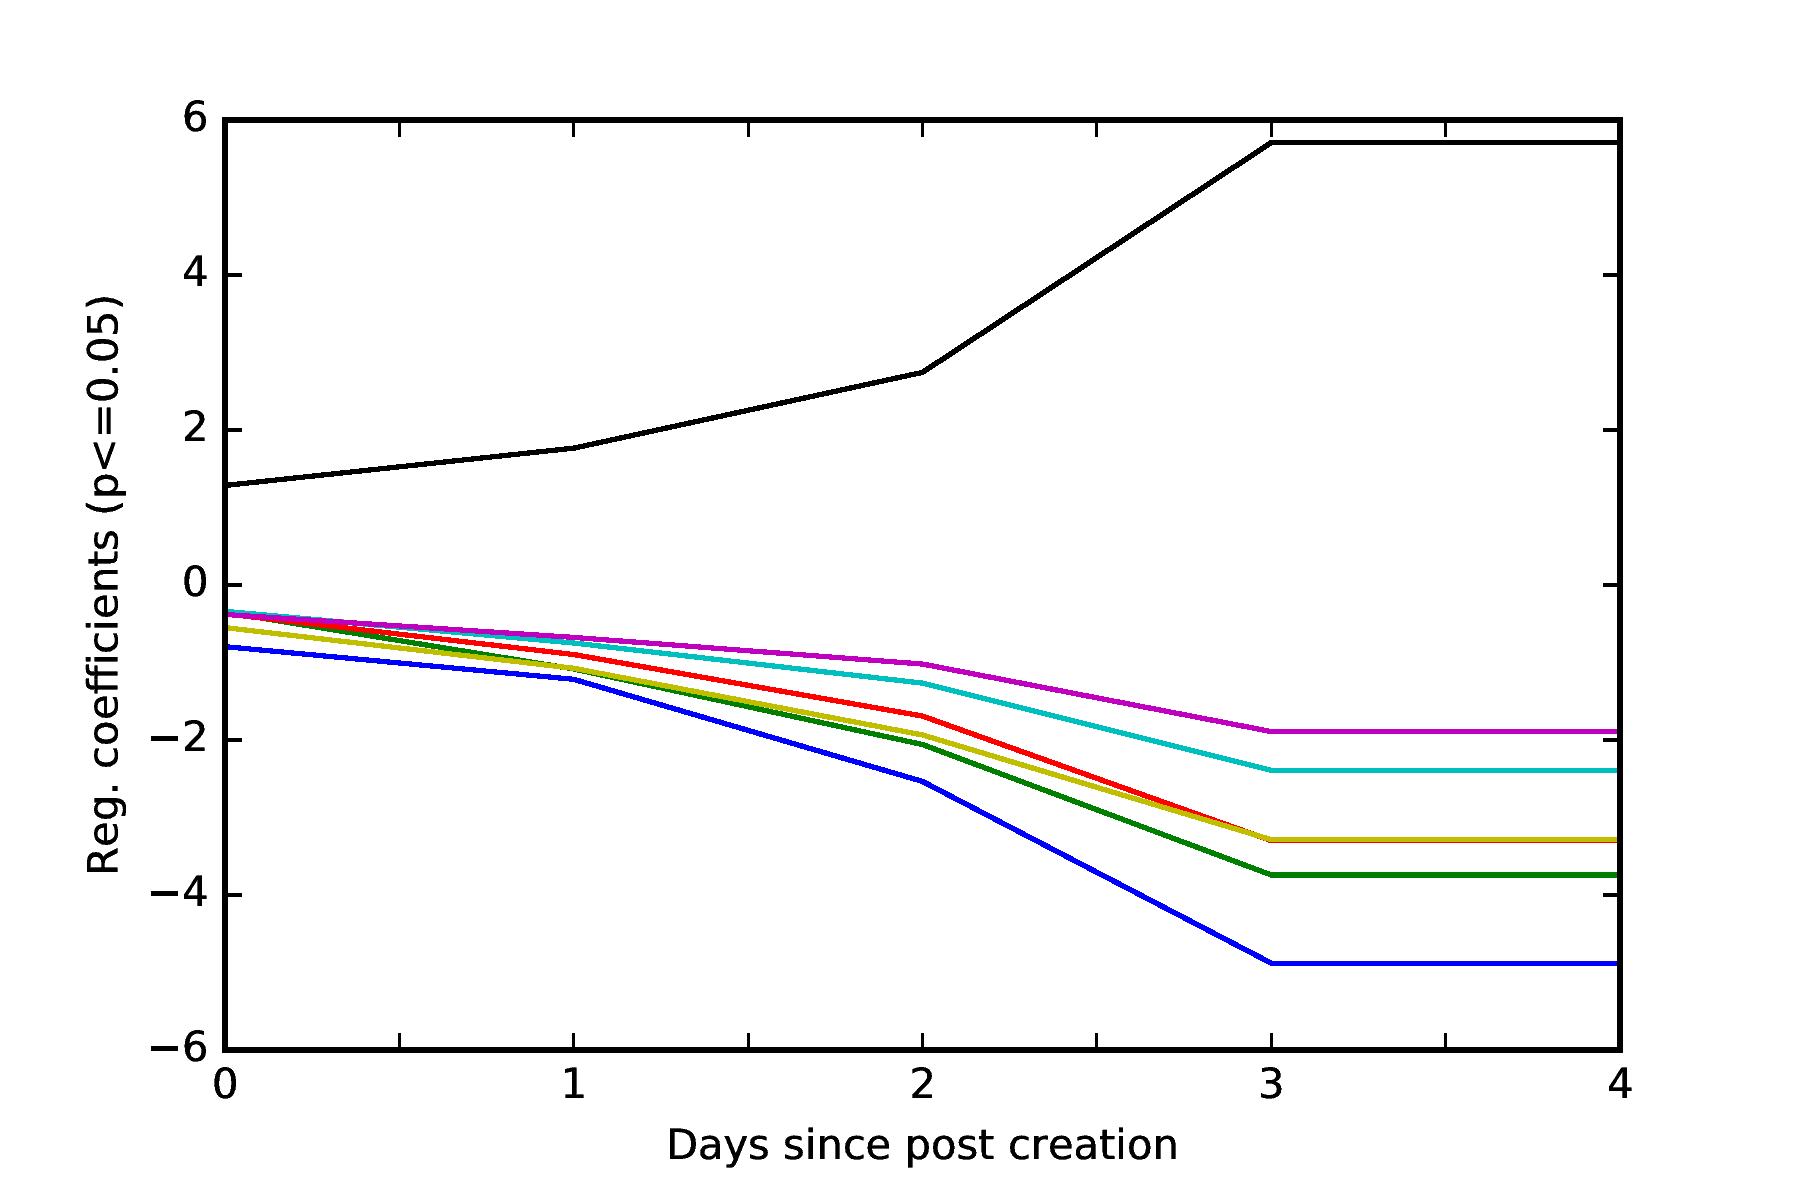 6
4
2
0
−2
−4
−6
Reg. coefficients (p<=0.05)
0 1 2 3 4
Days since post creation